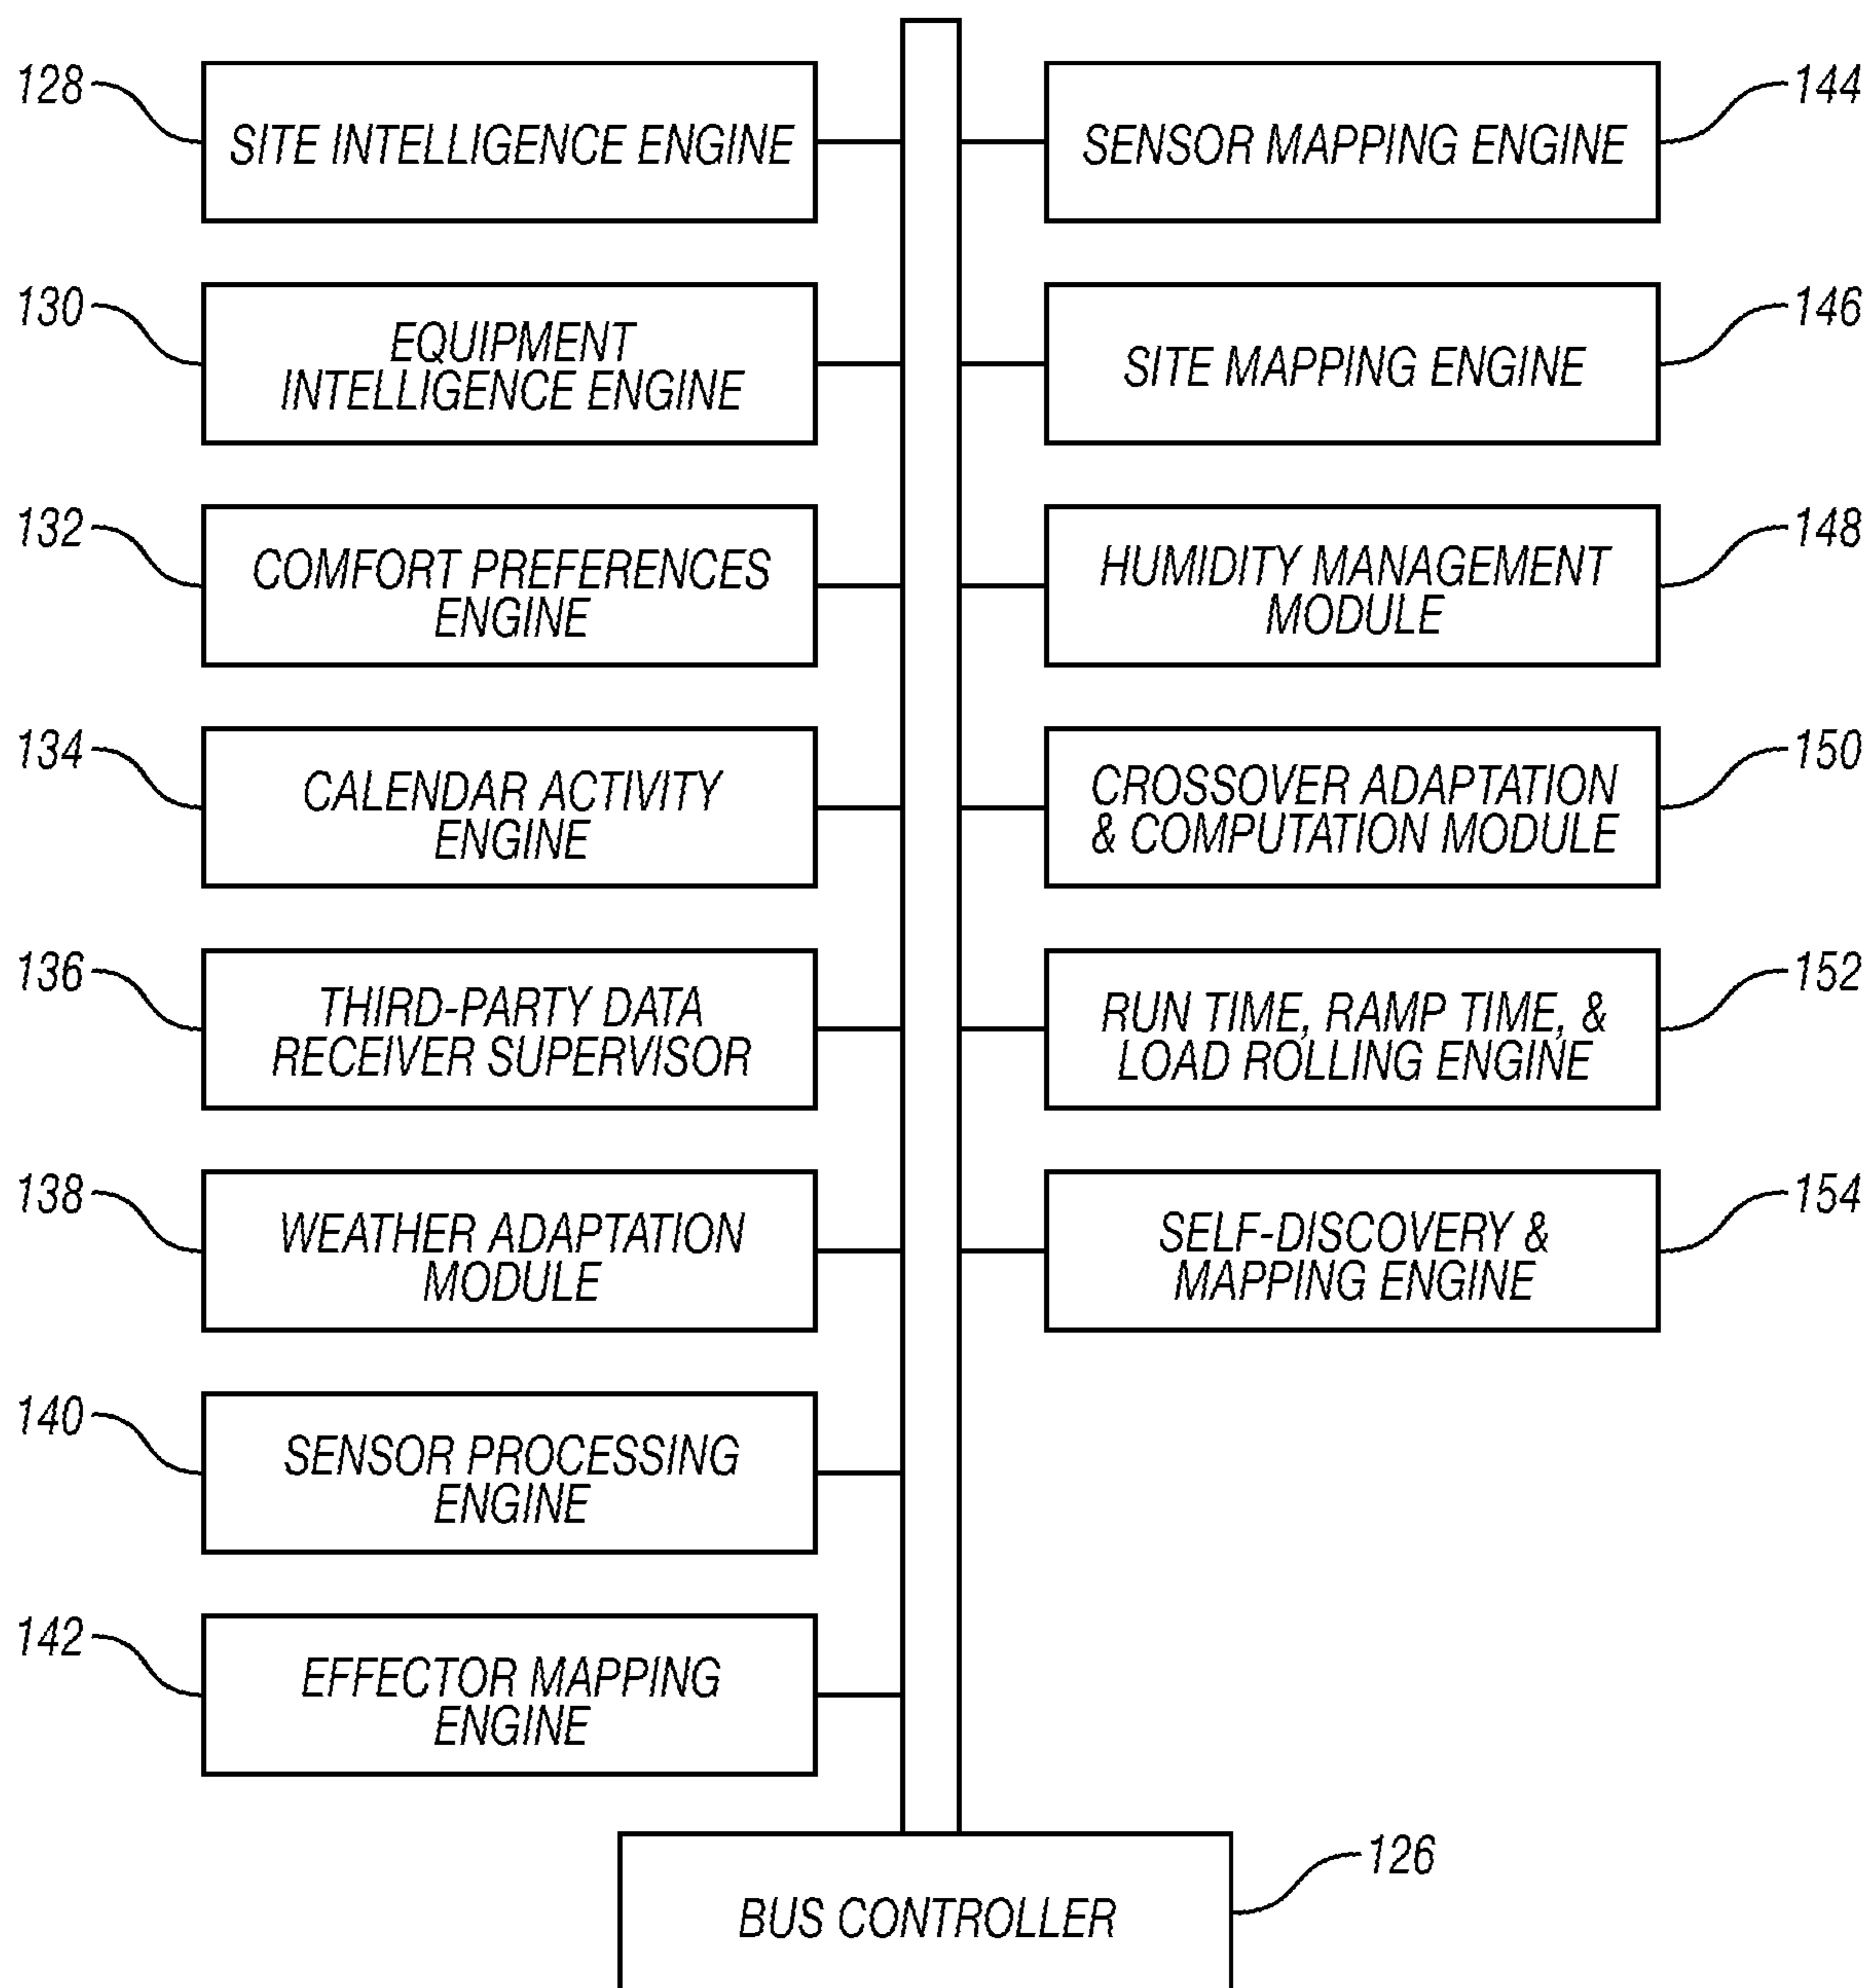 128
SITE INTELLIGENCE ENGINE
130
EQUIPMENT
INTELLIGENCE ENGINE
132
COMFORT PREFERENCES
ENGINE
134
CALENDAR ACTIVITY
ENGINE
136
THIRD-PARTY DATA
RECEIVER SUPERVISOR
138
WEATHER ADAPTATION
MODULE
140
SENSOR PROCESSING
ENGINE
142
EFFECTOR MAPPING
ENGINE
SENSOR MAPPING ENGINE
144
SITE MAPPING ENGINE
146
HUMIDITY MANAGEMENT
MODULE
148
CROSSOVER ADAPTATION
& COMPUTATION MODULE
150
RUN TIME, RAMP TIME, &
LOAD ROLLING ENGINE
152
SELF-DISCOVERY &
MAPPING ENGINE
154
BUS CONTROLLER
126